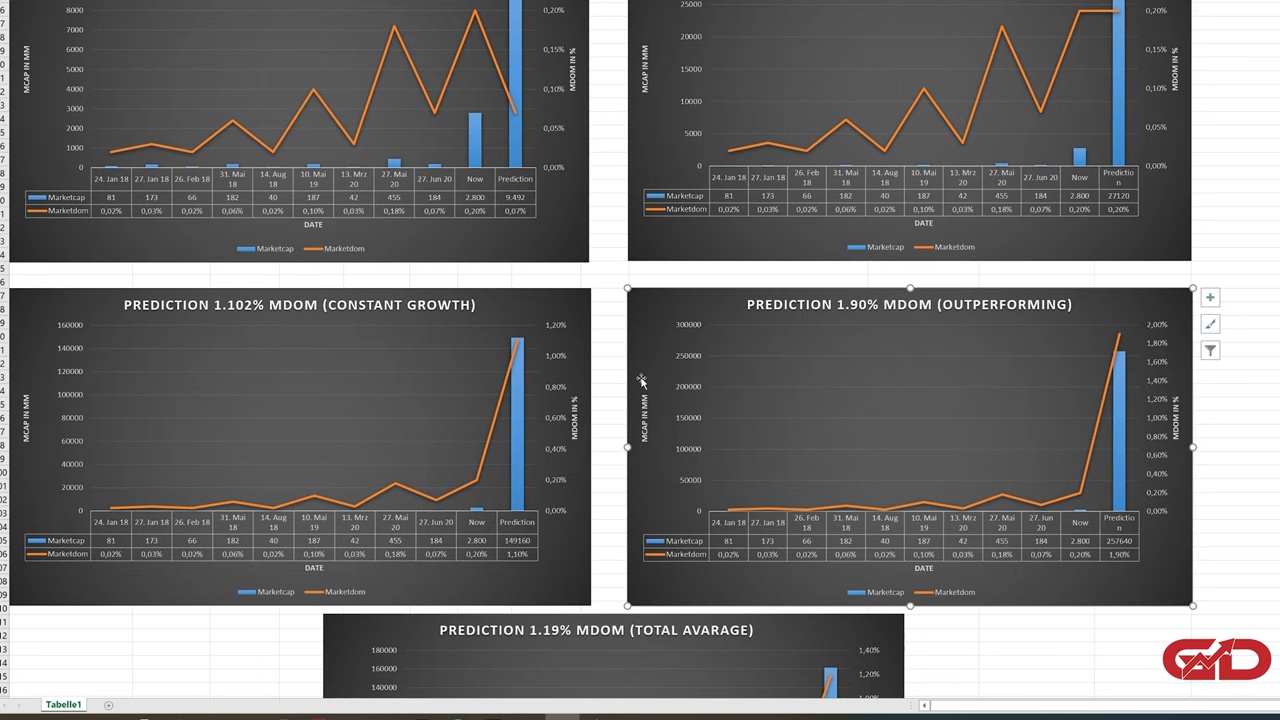 8000
7000
6000
5000
4000
3000
2000
1000
0
0,20%
0,15%
0,10%
0,05%
0,00%
MCAP IN MM
MDOM IN %
24. Jan 18 27. Jan 18 26. Feb 18 31. Mai 18 14. Aug 18 10. Mai 19 13. Mrz 20 27. Mai 20 27. Jun 20 Now Prediction
Marketcap 81 173 66 182 40 187 42 455 184 2.800 9.492
Marketdom 0,02% 0,03% 0,02% 0,06% 0,02% 0,10% 0,03% 0,18% 0,07% 0,20% 0,07%
DATE
Marketcap Marketdom
25000
20000
15000
10000
5000
0
0,20%
0,15%
0,10%
0,05%
0,00%
MCAP IN MM
MDOM IN %
24. Jan 18 27. Jan 18 26. Feb 18 31. Mai 18 14. Aug 18 10. Mai 19 13. Mrz 20 27. Mai 20 27. Jun 20 Now Prediction
Marketcap 81 173 66 182 40 187 42 455 184 2.800 27120
Marketdom 0,02% 0,03% 0,02% 0,06% 0,02% 0,10% 0,03% 0,18% 0,07% 0,20% 0,20%
DATE
Marketcap Marketdom
PREDICTION 1.102% MDOM (CONSTANT GROWTH)
160000
140000
120000
100000
80000
60000
40000
20000
0
1,20%
1,00%
0,80%
0,60%
0,40%
0,20%
0,00%
MCAP IN MM
MDOM IN %
24. Jan 18 27. Jan 18 26. Feb 18 31. Mai 18 14. Aug 18 10. Mai 19 13. Mrz 20 27. Mai 20 27. Jun 20 Now Prediction
Marketcap 81 173 66 182 40 187 42 455 184 2.800 149160
Marketdom 0,02% 0,03% 0,02% 0,06% 0,02% 0,10% 0,03% 0,18% 0,07% 0,20% 1,10%
DATE
Marketcap Marketdom
PREDICTION 1.90% MDOM (OUTPERFORMING)
300000
250000
200000
150000
100000
50000
0
2,00%
1,80%
1,60%
1,40%
1,20%
1,00%
0,80%
0,60%
0,40%
0,20%
0,00%
MCAP IN MM
MDOM IN %
24. Jan 18 27. Jan 18 26. Feb 18 31. Mai 18 14. Aug 18 10. Mai 19 13. Mrz 20 27. Mai 20 27. Jun 20 Now Prediction
Marketcap 81 173 66 182 40 187 42 455 184 2.800 257640
Marketdom 0,02% 0,03% 0,02% 0,06% 0,02% 0,10% 0,03% 0,18% 0,07% 0,20% 1,90%
DATE
Marketcap Marketdom
PREDICTION 1.19% MDOM (TOTAL AVARAGE)
180000
160000
140000
1,40%
1,20%
Tabelle1